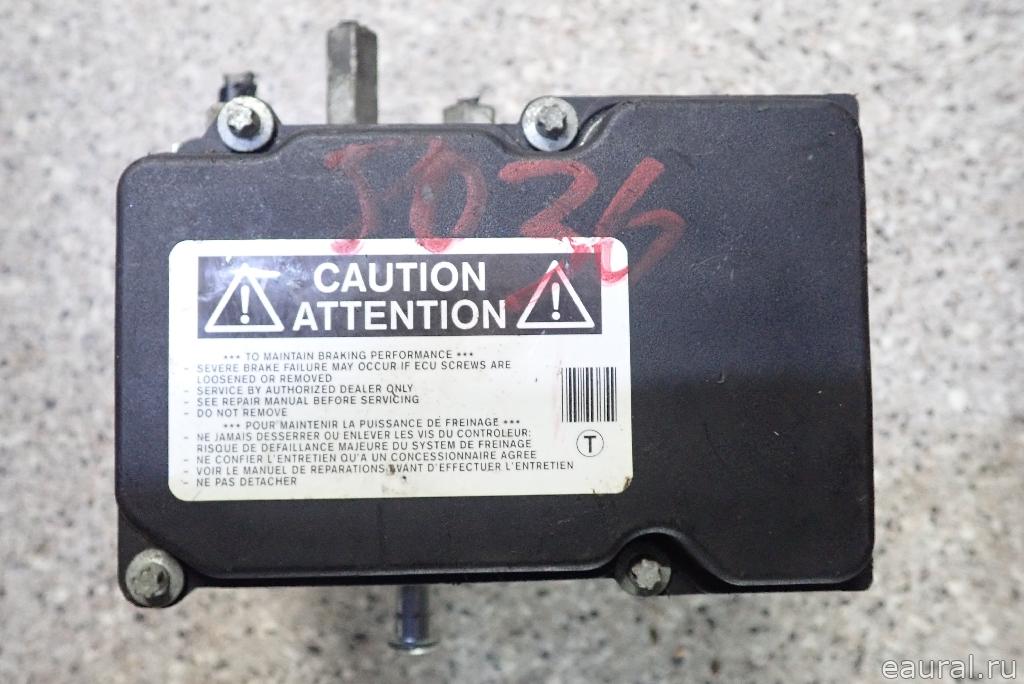 CAUTION
ATTENTION
*** TO MAINTAIN BRAKING PERFORMANCE ***
- SEVERE BRAKE FAILURE MAY OCCUR IF ECU SCREWS ARE
LOOSENED OR REMOVED
- SERVICE BY AUTHORIZED DEALER ONLY
- SEE REPAIR MANUAL BEFORE SERVICING
- DO NOT REMOVE
*** POUR MAINTENIR LA PUISSANCE DE FREINAGE ***
- NE JAMAIS DESSERRER OU ENLEVER LES VIS DU CONTROLEUR:
RISQUE DE DEFAILLANCE MAJEURE DU SYSTEM DE FREINAGE
- NE CONFIER L'ENTRETIEN QU'A UN CONCESSIONNAIRE AGREE
- VOIR LE MANUEL DE REPARATIONS AVANT D'EFFECTUER L'ENTRETIEN
- NE PAS DETACHER
T
eaural.ru